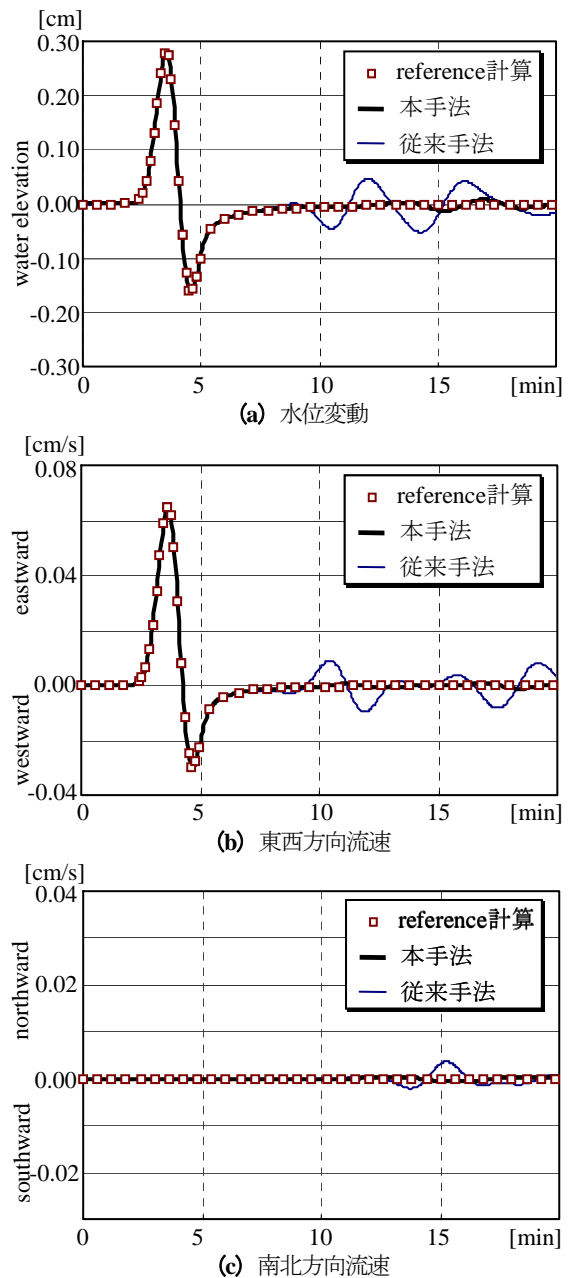 [cm]
0.30
0.20
0.10
0.00
-0.10
-0.20
-0.30
water elevation
reference計算
本手法
従来手法
0 5 10 15 [min]
(a) 水位変動
[cm/s]
0.08
0.04
0.00
-0.04
eastward
westward
reference計算
本手法
従来手法
0 5 10 15 [min]
(b) 東西方向流速
[cm/s]
0.04
0.02
0.00
-0.02
northward
southward
reference計算
本手法
従来手法
0 5 10 15 [min]
(c) 南北方向流速